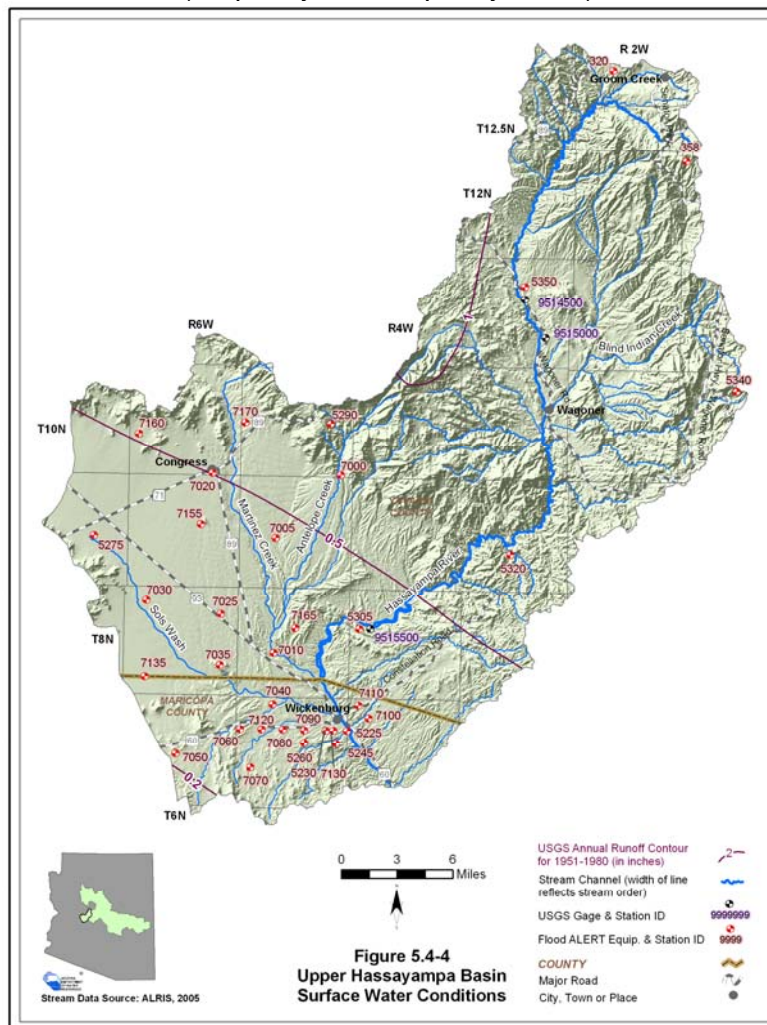 R 2W
320
Groom Creek
T12.5N
358
T12N
5350
9514500
1
9515000
R6W
R4W
Blind Indian Creek
Wagoner Rd
5340
Wagoner
7170
5290
T10N
7160
89
Congress
7000
7020
71
7155
Martinez Creek
7005
Antelope Creek
0.5
5275
89
Hassayampa River
5320
7030
93
7025
Sols Wash
7165
5305
9515500
T8N
7010
7035
7135
7040
7110
MARICOPA
COUNTY
Wickenburg
7100
7120
7090
60
7060
7080
5225
7050
5260
5245
0.2
7070
5230
7130
60
T6N
USGS Annual Runoff Contour
for 1951-1980 (in inches)
2
0 3 6
Miles
Stream Channel (width of line
reflects stream order)
USGS Gage & Station ID
9999999
Flood ALERT Equip. & Station ID
9999
COUNTY
Major Road
City, Town or Place
Figure 5.4-4
Upper Hassayampa Basin
Surface Water Conditions
Stream Data Source: ALRIS, 2005